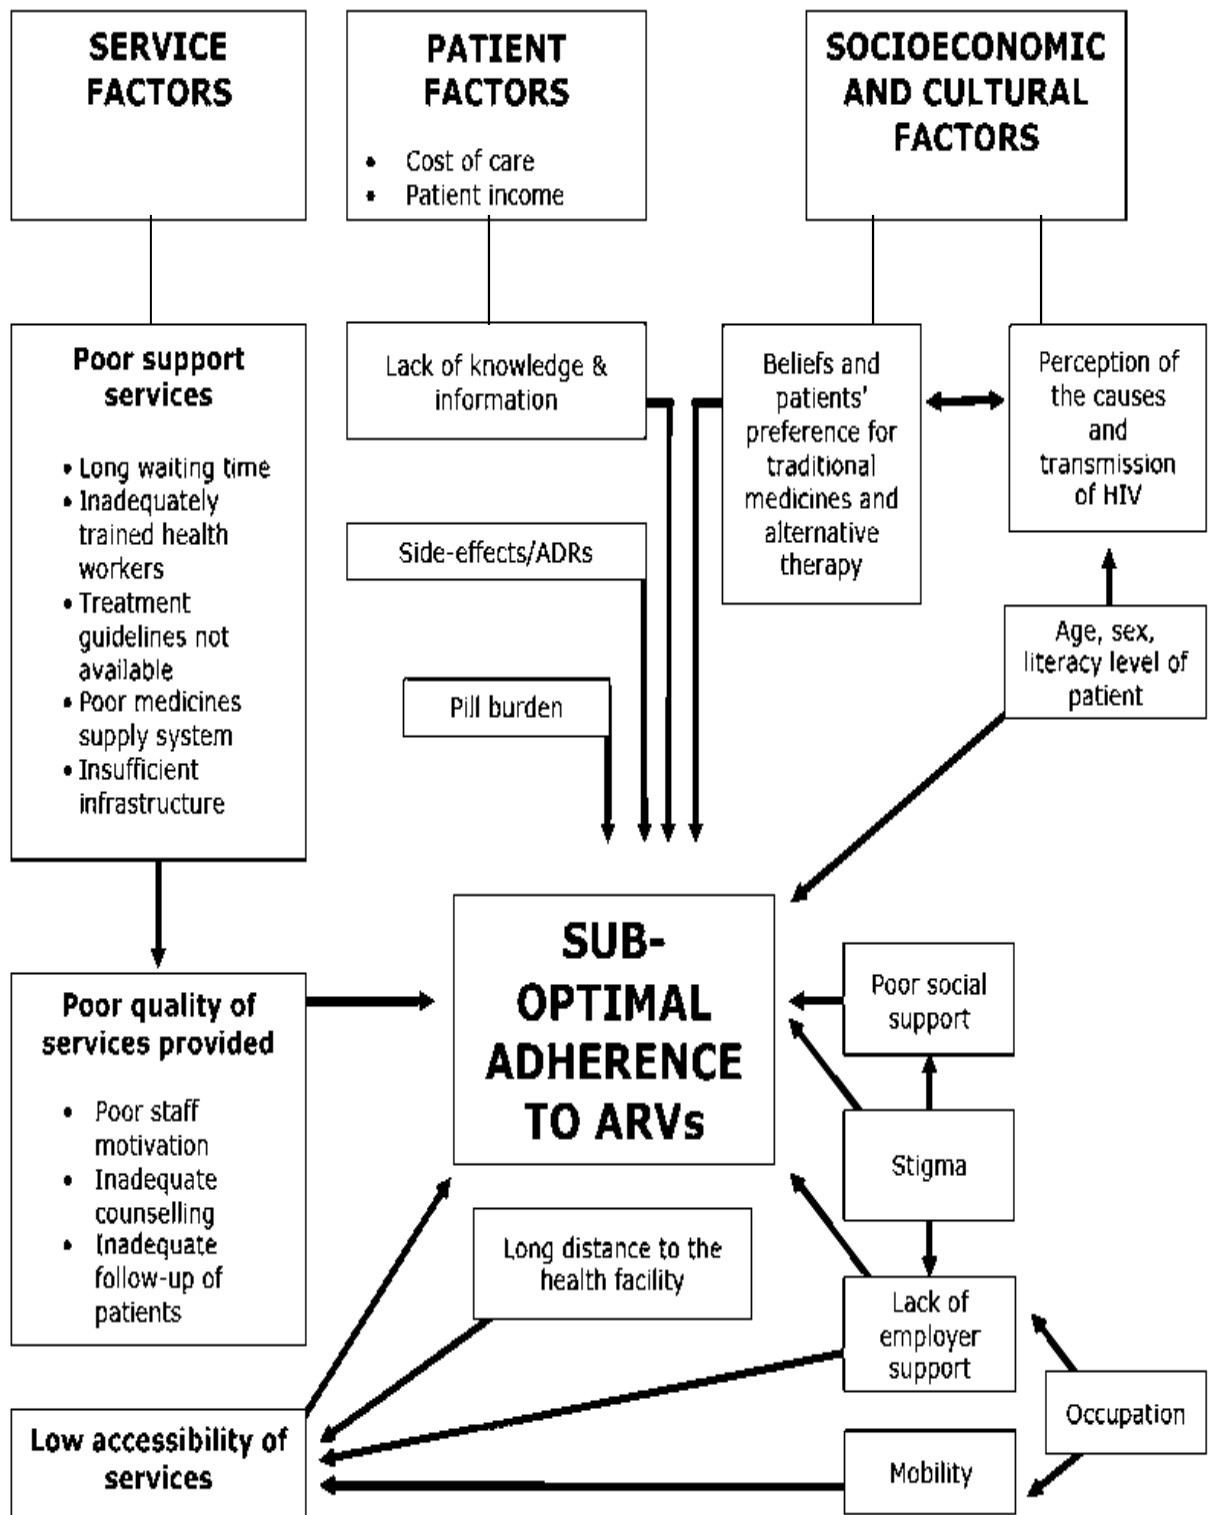 SERVICE
FACTORS
PATIENT
FACTORS
• Cost of care
• Patient income
SOCIOECONOMIC
AND CULTURAL
FACTORS
Poor support
services
• Long waiting time
• Inadequately
trained health
workers
• Treatment
guidelines not
available
• Poor medicines
supply system
• Insufficient
infrastructure
Lack of knowledge &
information
Side-effects/ADRs
Pill burden
Beliefs and
patients'
preference for
traditional
medicines and
alternative
therapy
Perception of
the causes
and
transmission
of HIV
Age, sex,
literacy level of
patient
Poor quality of
services provided
• Poor staff
motivation
• Inadequate
counselling
• Inadequate
follow-up of
patients
SUB-
OPTIMAL
ADHERENCE
TO ARVs
Poor social
support
Stigma
Long distance to the
health facility
Lack of
employer
support
Occupation
Low accessibility of
services
Mobility